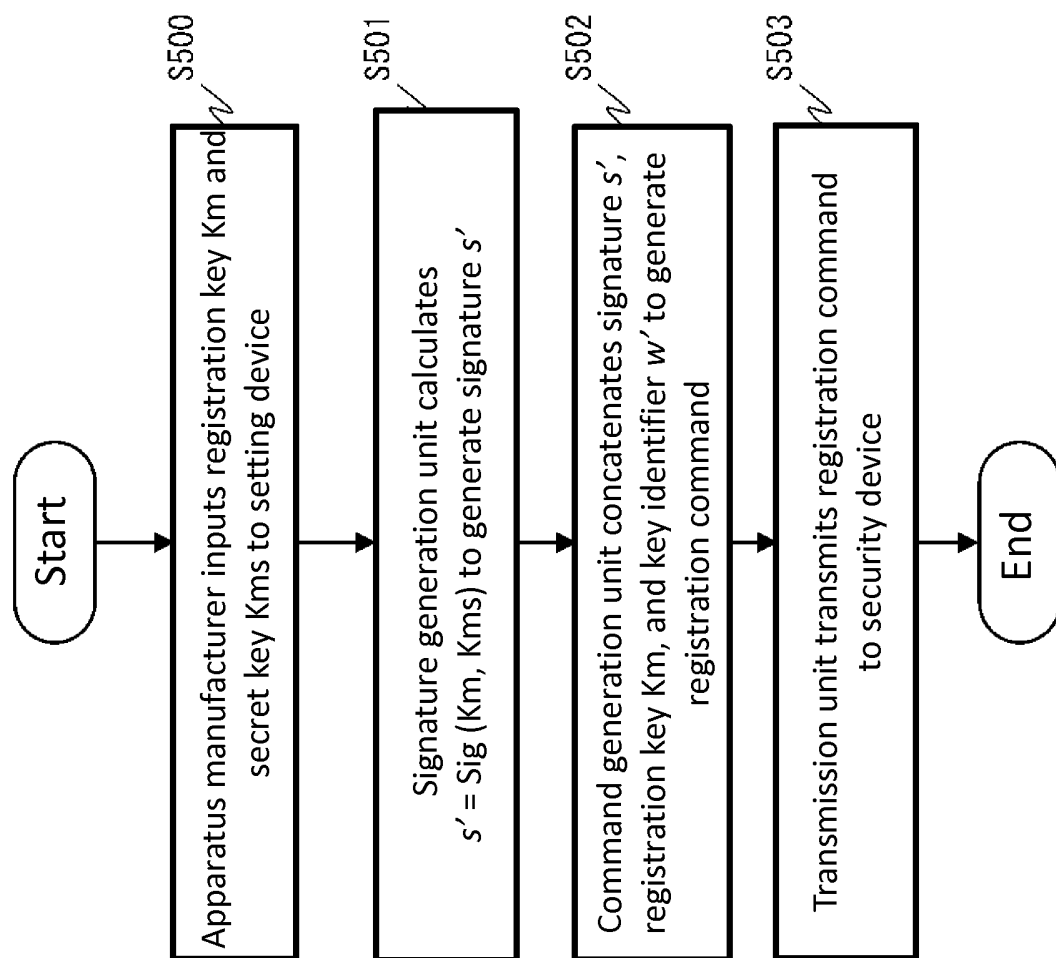 Start
S500
Apparatus manufacturer inputs registration key Km and
secret key Kms to setting device
S501
Signature generation unit calculates
s′ = Sig (Km, Kms) to generate signature s′
S502
Command generation unit concatenates signature s′,
registration key Km, and key identifier w′ to generate
registration command
S503
Transmission unit transmits registration command
to security device
End